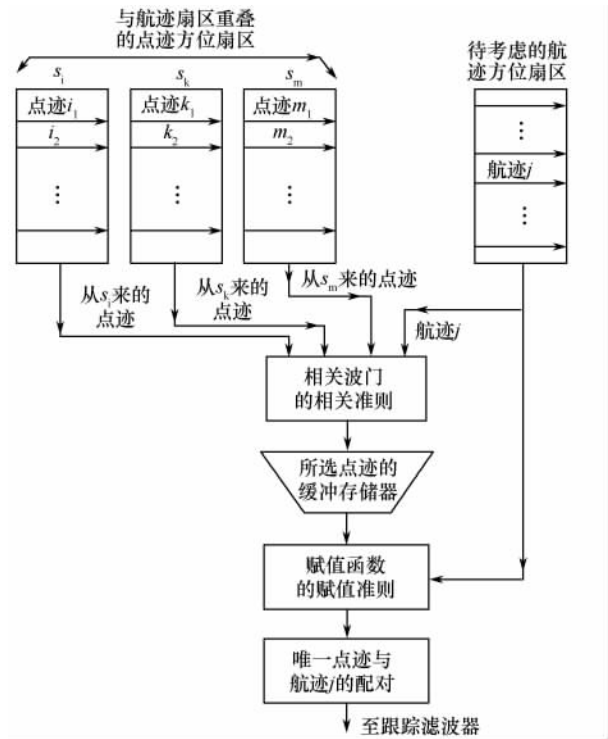 与航迹扇区重叠
的点迹方位扇区
待考虑的航
迹方位扇区
s_i
s_k
s_m
点迹i₁
点迹k₁
点迹m₁
i₂
k₂
m₂
⋮
⋮
⋮
⋯
航迹j
⋯
从s_i来的
点迹
从s_k来的
点迹
从s_m来的点迹
航迹j
相关波门
的相关准则
所选点迹的
缓冲存储器
赋值函数
的赋值准则
唯一点迹与
航迹j的配对
至跟踪滤波器